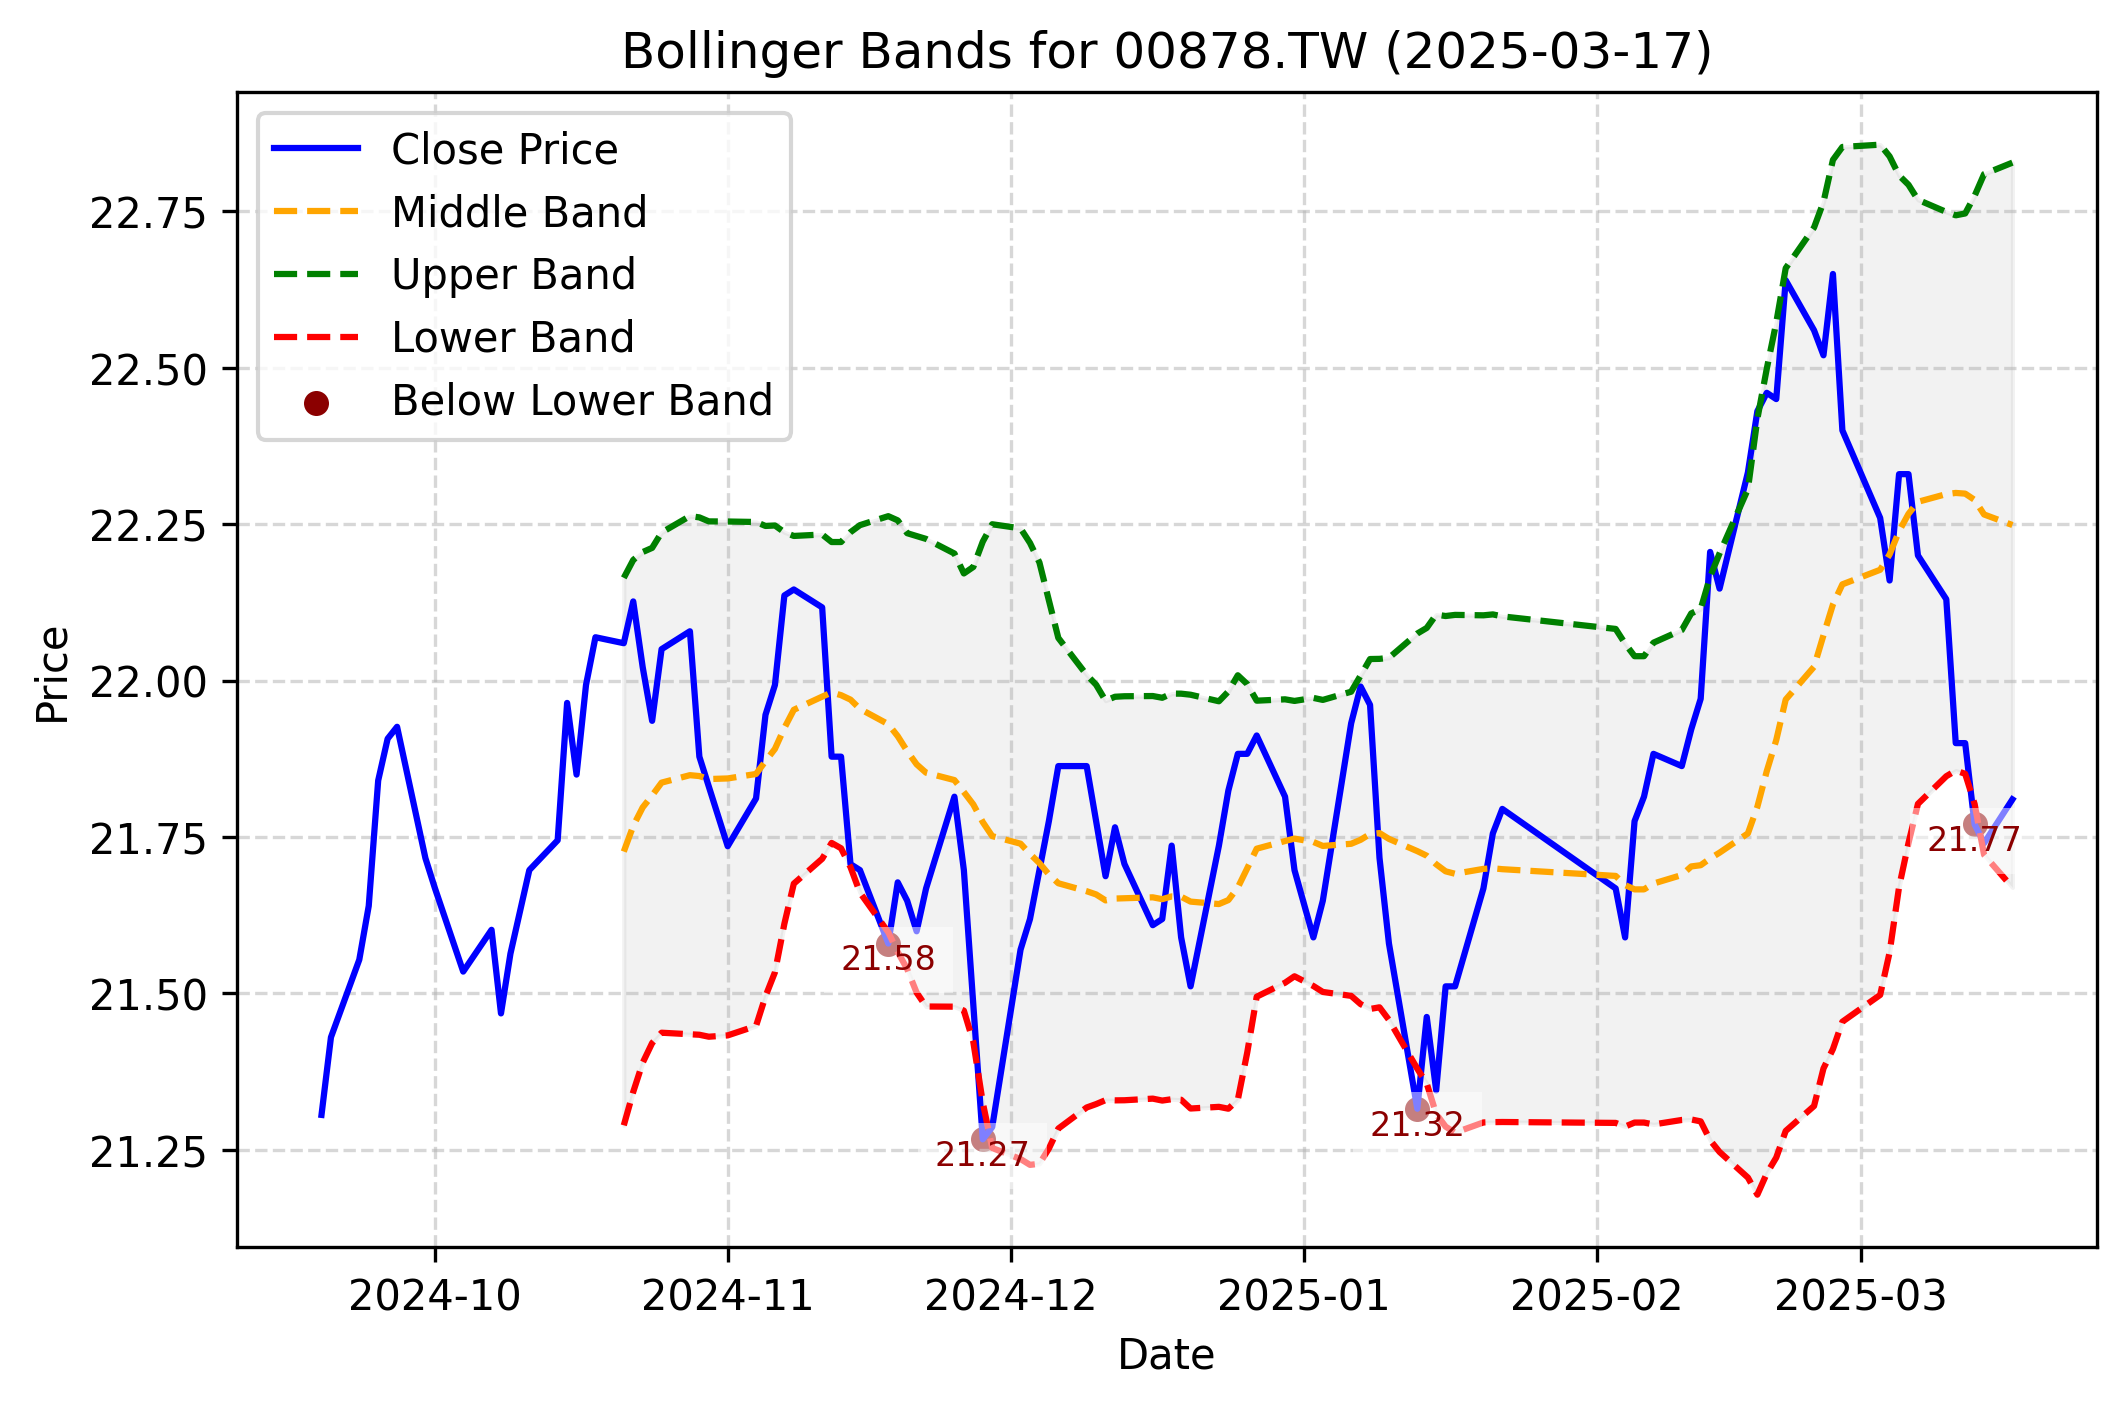 Bollinger Bands for 00878.TW (2025-03-17)
Close Price
Middle Band
Upper Band
Lower Band
Below Lower Band
Price
22.75
22.50
22.25
22.00
21.75
21.50
21.25
21.58
21.27
21.32
21.77
2024-10
2024-11
2024-12
2025-01
2025-02
2025-03
Date